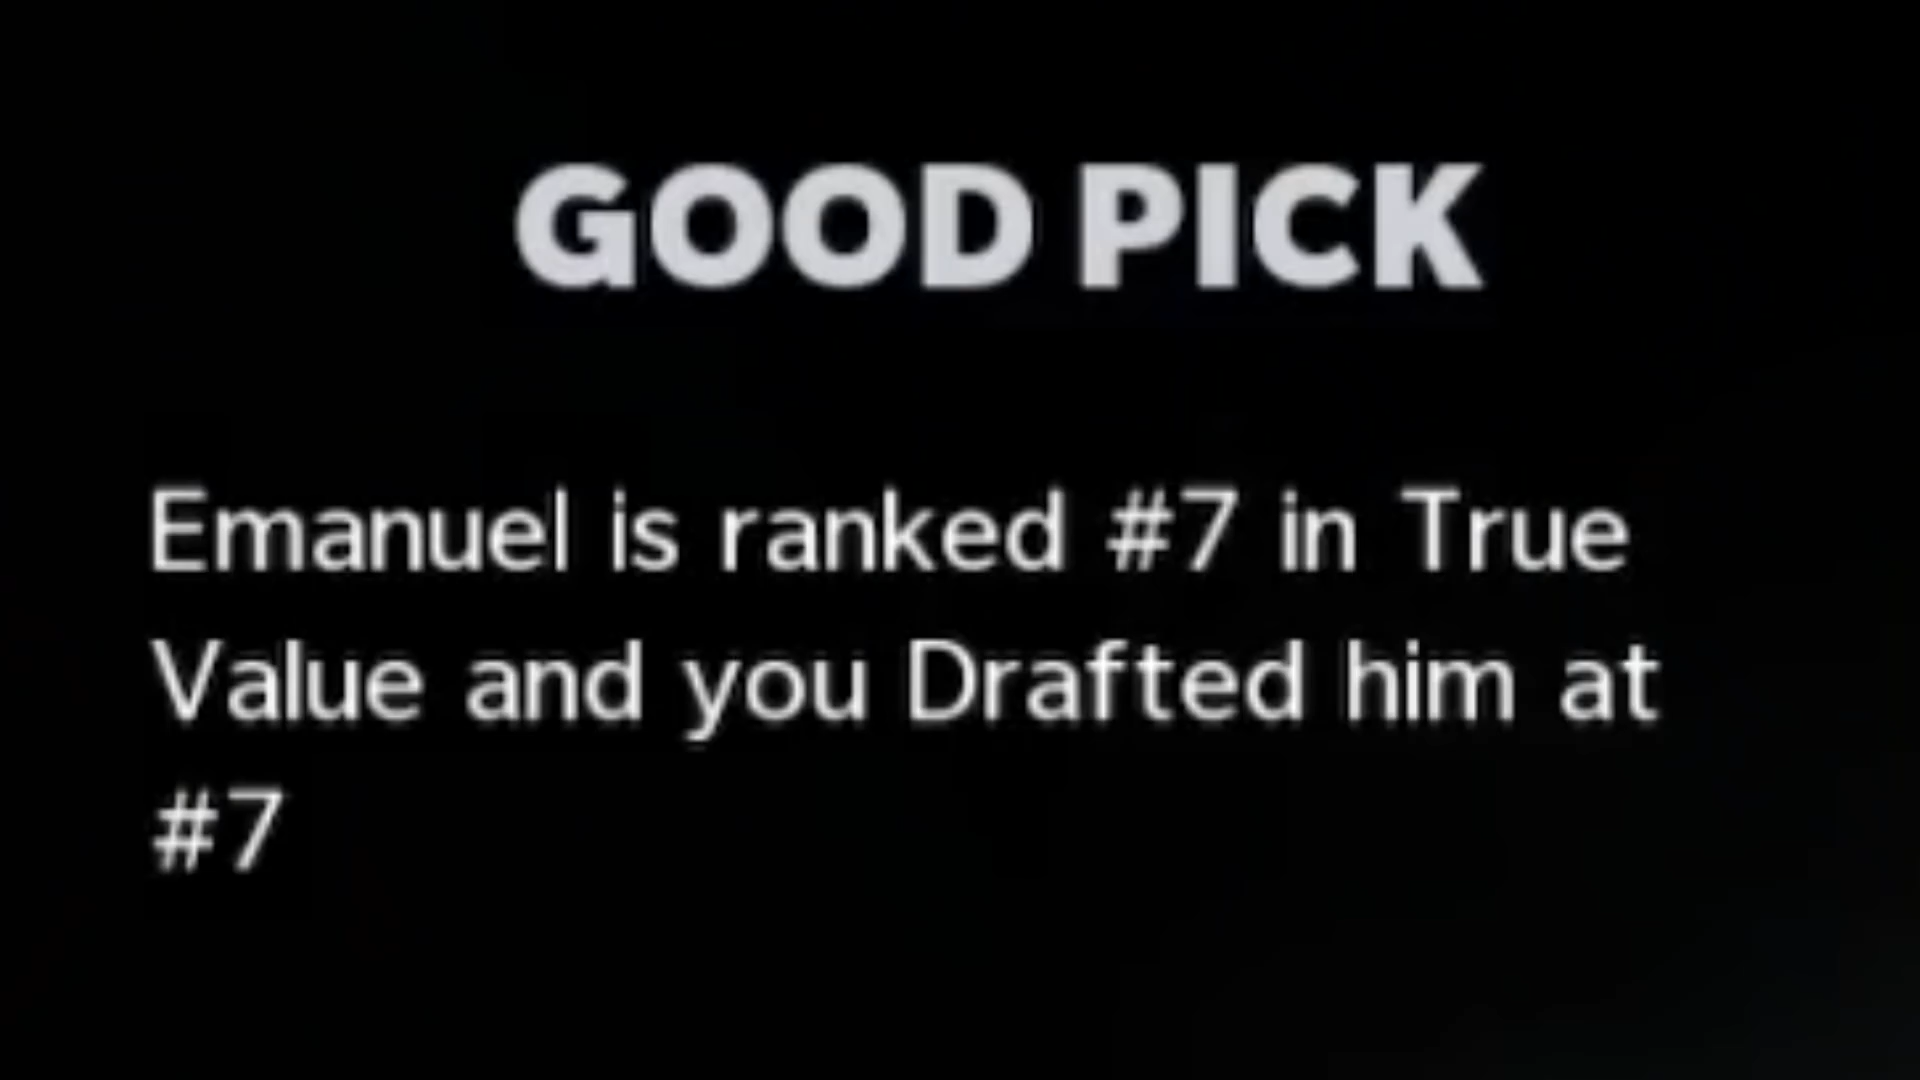 GOOD PICK
Emanuel is ranked #7 in True
Value and you Drafted him at
#7